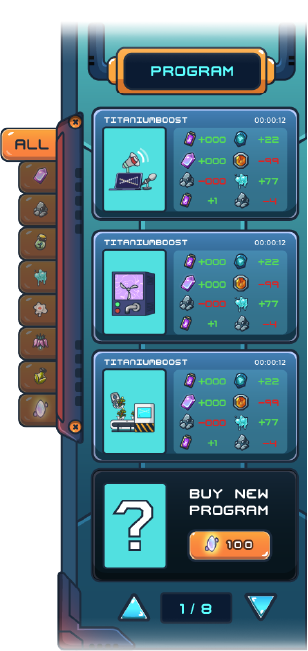 PROGRAM
ALL
TITANIUMBOOST 00:00:12
+000 +22
+000 -44
-000 +77
+1
TITANIUMBOOST 00:00:12
+000 +22
+000 -44
-000 +77
+1
TITANIUMBOOST 00:00:12
+000 +22
+000 -44
-000 +77
+1
?
BUY NEW
PROGRAM
100
1/8